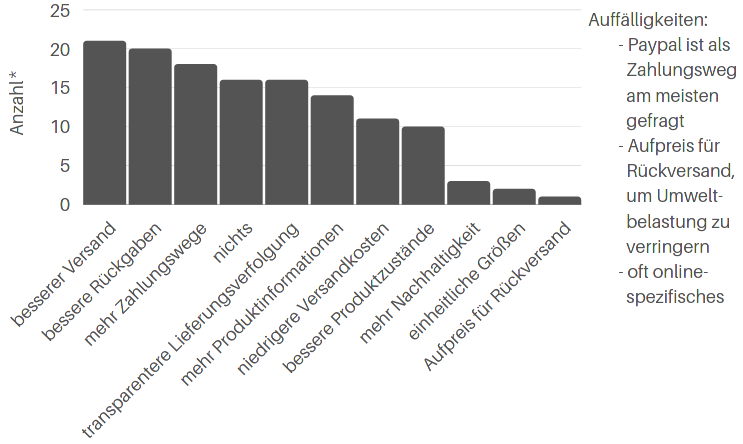 25
20
15
10
5
0
Anzahl*
besserer Versand
bessere Rückgaben
mehr Zahlungswege
nichts
transparentere Lieferungsverfolgung
mehr Produktinformationen
niedrigere Versandkosten
bessere Produktzustände
mehr Nachhaltigkeit
einheitliche Größen
Aufpreis für Rückversand
Auffälligkeiten:
- Paypal ist als
Zahlungsweg
am meisten
gefragt
- Aufpreis für
Rückversand,
um Umwelt-
belastung zu
verringern
- oft online-
spezifisches